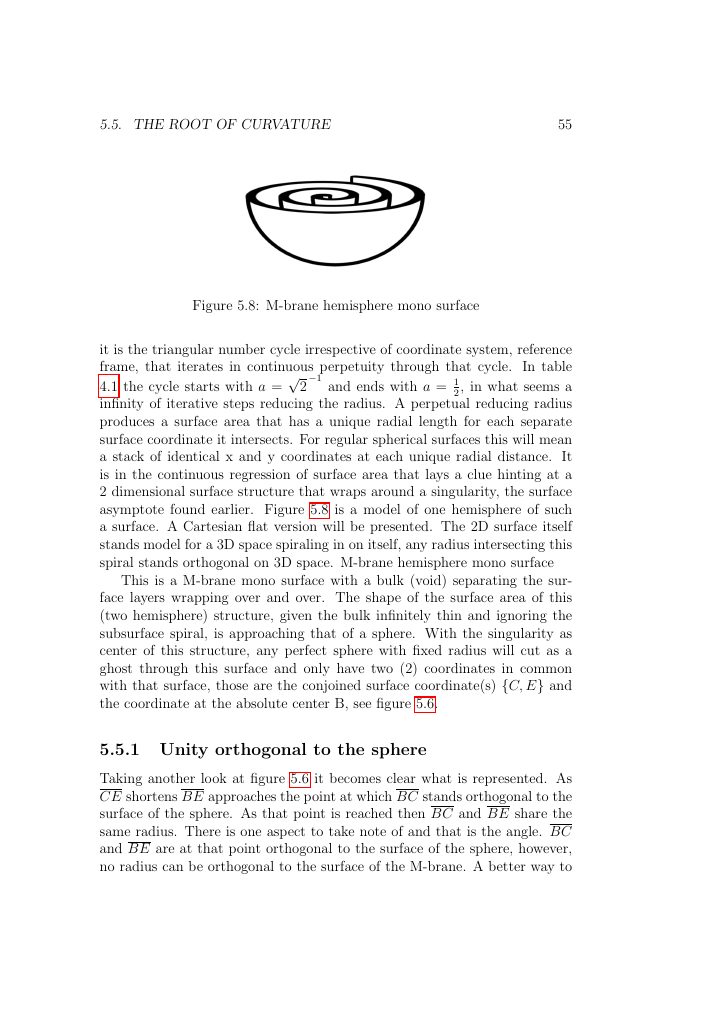 5.5. THE ROOT OF CURVATURE 55
Figure 5.8: M-brane hemisphere mono surface
it is the triangular number cycle irrespective of coordinate system, reference
frame, that iterates in continuous perpetuity through that cycle. In table
4.1 the cycle starts with a = √2⁻¹ and ends with a = ½, in what seems a
infinity of iterative steps reducing the radius. A perpetual reducing radius
produces a surface area that has a unique radial length for each separate
surface coordinate it intersects. For regular spherical surfaces this will mean
a stack of identical x and y coordinates at each unique radial distance. It
is in the continuous regression of surface area that lays a clue hinting at a
2 dimensional surface structure that wraps around a singularity, the surface
asymptote found earlier. Figure 5.8 is a model of one hemisphere of such
a surface. A Cartesian flat version will be presented. The 2D surface itself
stands model for a 3D space spiraling in on itself, any radius intersecting this
spiral stands orthogonal on 3D space. M-brane hemisphere mono surface
This is a M-brane mono surface with a bulk (void) separating the sur-
face layers wrapping over and over. The shape of the surface area of this
(two hemisphere) structure, given the bulk infinitely thin and ignoring the
subsurface spiral, is approaching that of a sphere. With the singularity as
center of this structure, any perfect sphere with fixed radius will cut as a
ghost through this surface and only have two (2) coordinates in common
with that surface, those are the conjoined surface coordinate(s) {C, E} and
the coordinate at the absolute center B, see figure 5.6.
5.5.1 Unity orthogonal to the sphere
Taking another look at figure 5.6 it becomes clear what is represented. As
C̅E̅ shortens B̅E̅ approaches the point at which B̅C̅ stands orthogonal to the
surface of the sphere. As that point is reached then B̅C̅ and B̅E̅ share the
same radius. There is one aspect to take note of and that is the angle. B̅C̅
and B̅E̅ are at that point orthogonal to the surface of the sphere, however,
no radius can be orthogonal to the surface of the M-brane. A better way to